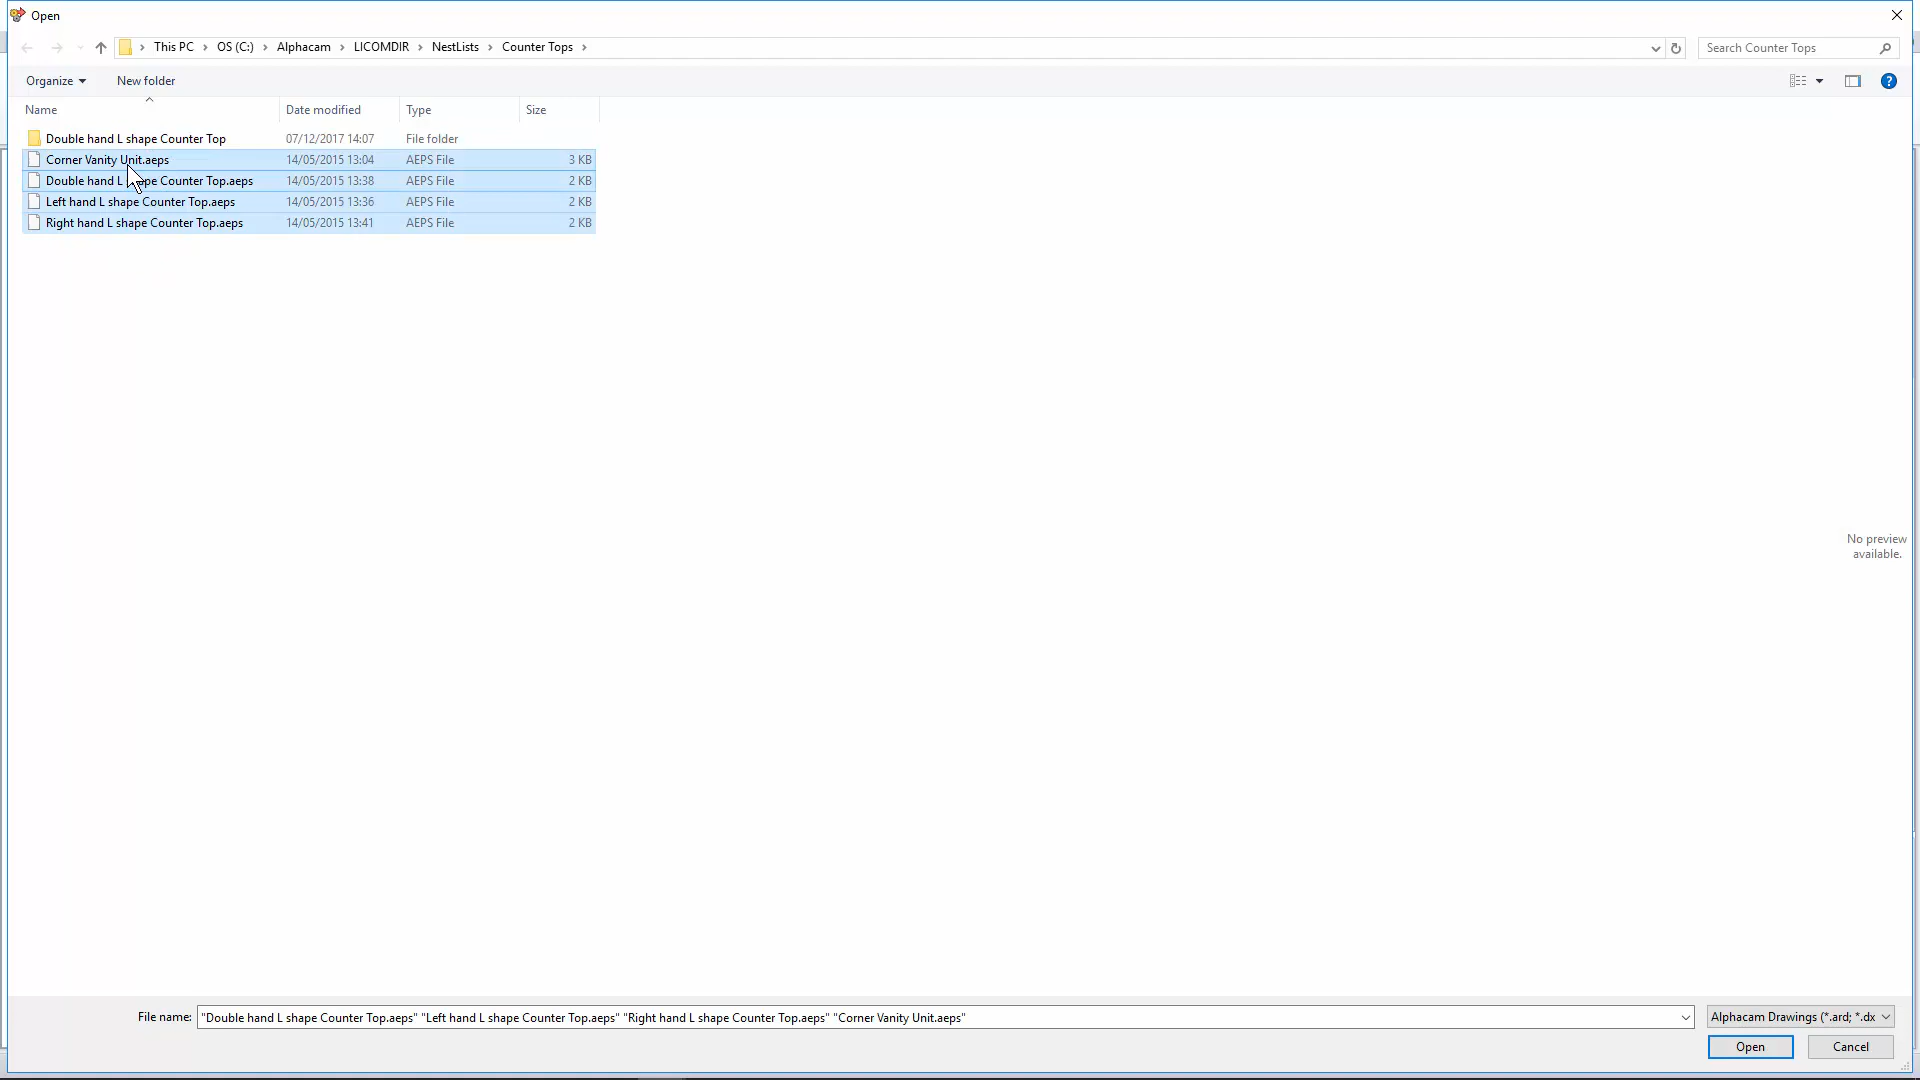 Open
This PC > OS (C:) > Alphacam > LICOMDIR > NestLists > Counter Tops >
Search Counter Tops
Organize
New folder
Name
Date modified
Type
Size
Double hand L shape Counter Top 07/12/2017 14:07 File folder
Corner Vanity Unit.aeps 14/05/2015 13:04 AEPS File 3 KB
Double hand L shape Counter Top.aeps 14/05/2015 13:38 AEPS File 2 KB
Left hand L shape Counter Top.aeps 14/05/2015 13:36 AEPS File 2 KB
Right hand L shape Counter Top.aeps 14/05/2015 13:41 AEPS File 2 KB
No preview
available.
File name: "Double hand L shape Counter Top.aeps" "Left hand L shape Counter Top.aeps" "Right hand L shape Counter Top.aeps" "Corner Vanity Unit.aeps"
Alphacam Drawings (*.ard; *.dx
Open
Cancel